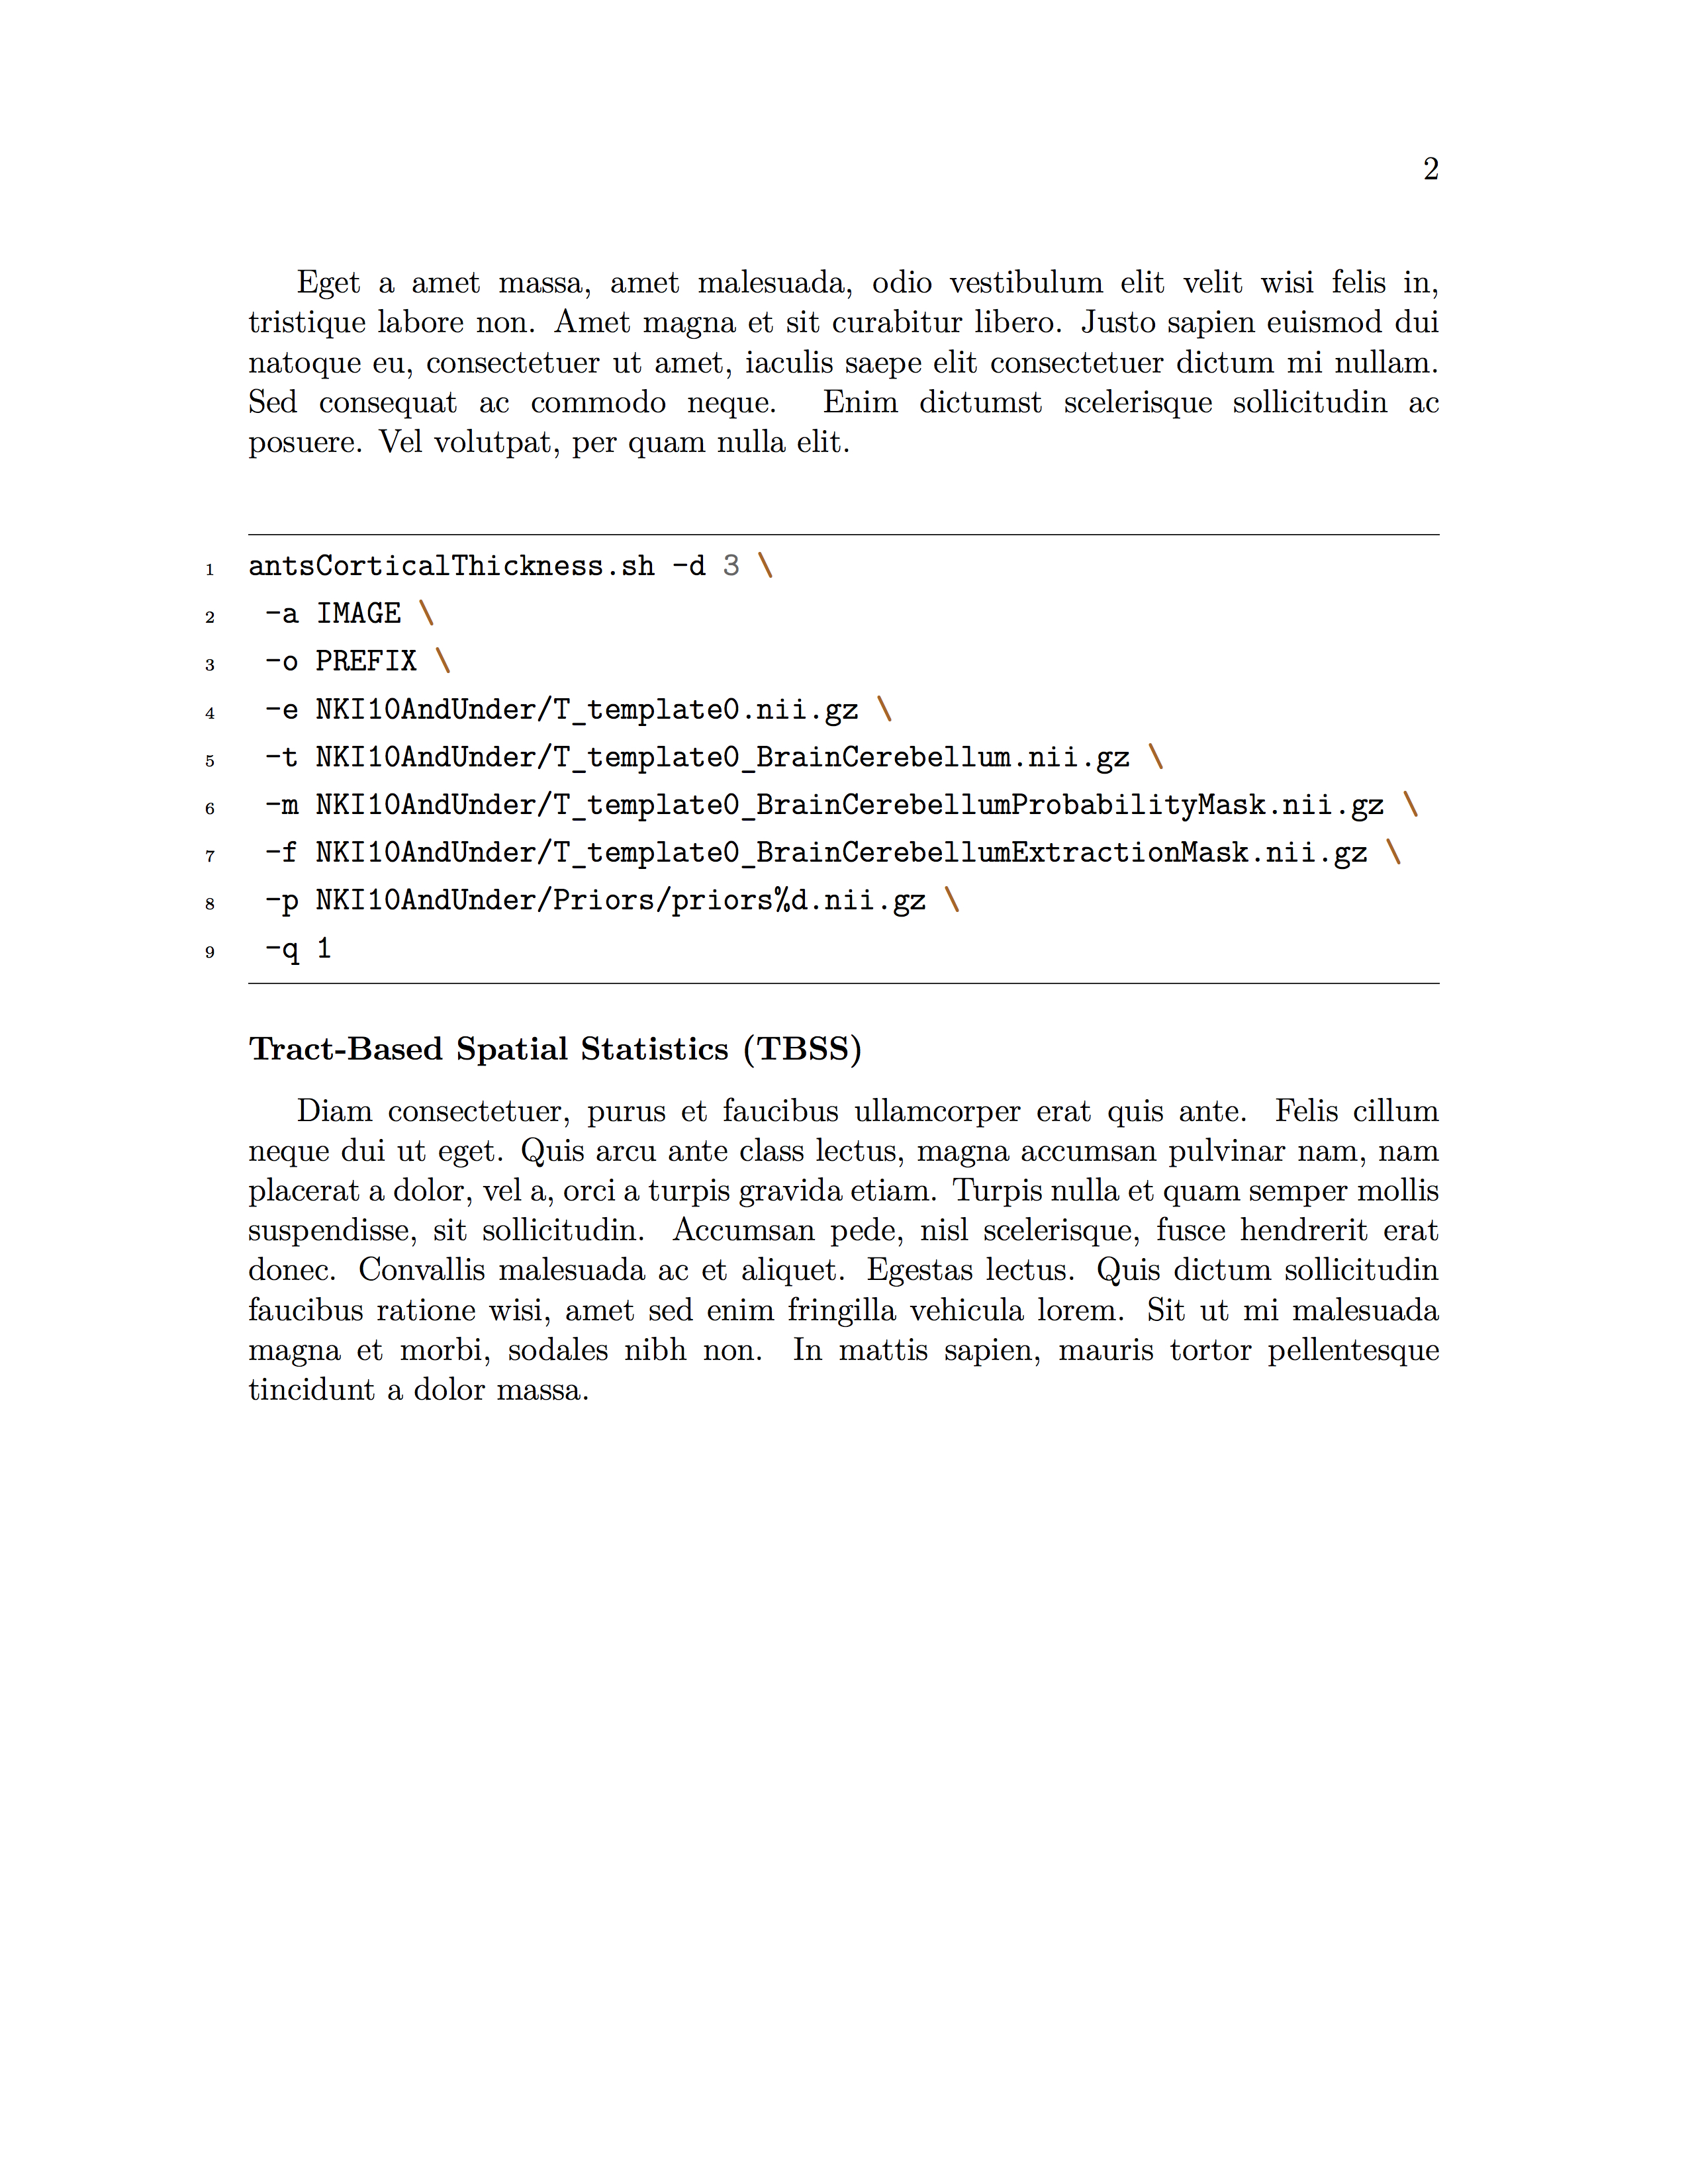 2
Eget a amet massa, amet malesuada, odio vestibulum elit velit wisi felis in,
tristique labore non. Amet magna et sit curabitur libero. Justo sapien euismod dui
natoque eu, consectetuer ut amet, iaculis saepe elit consectetuer dictum mi nullam.
Sed consequat ac commodo neque. Enim dictumst scelerisque sollicitudin ac
posuere. Vel volutpat, per quam nulla elit.
1 antsCorticalThickness.sh -d 3 \
2 -a IMAGE \
3 -o PREFIX \
4 -e NKI10AndUnder/T_template0.nii.gz \
5 -t NKI10AndUnder/T_template0_BrainCerebellum.nii.gz \
6 -m NKI10AndUnder/T_template0_BrainCerebellumProbabilityMask.nii.gz \
7 -f NKI10AndUnder/T_template0_BrainCerebellumExtractionMask.nii.gz \
8 -p NKI10AndUnder/Priors/priors%d.nii.gz \
9 -q 1
Tract-Based Spatial Statistics (TBSS)
Diam consectetuer, purus et faucibus ullamcorper erat quis ante. Felis cillum
neque dui ut eget. Quis arcu ante class lectus, magna accumsan pulvinar nam, nam
placerat a dolor, vel a, orci a turpis gravida etiam. Turpis nulla et quam semper mollis
suspendisse, sit sollicitudin. Accumsan pede, nisl scelerisque, fusce hendrerit erat
donec. Convallis malesuada ac et aliquet. Egestas lectus. Quis dictum sollicitudin
faucibus ratione wisi, amet sed enim fringilla vehicula lorem. Sit ut mi malesuada
magna et morbi, sodales nibh non. In mattis sapien, mauris tortor pellentesque
tincidunt a dolor massa.